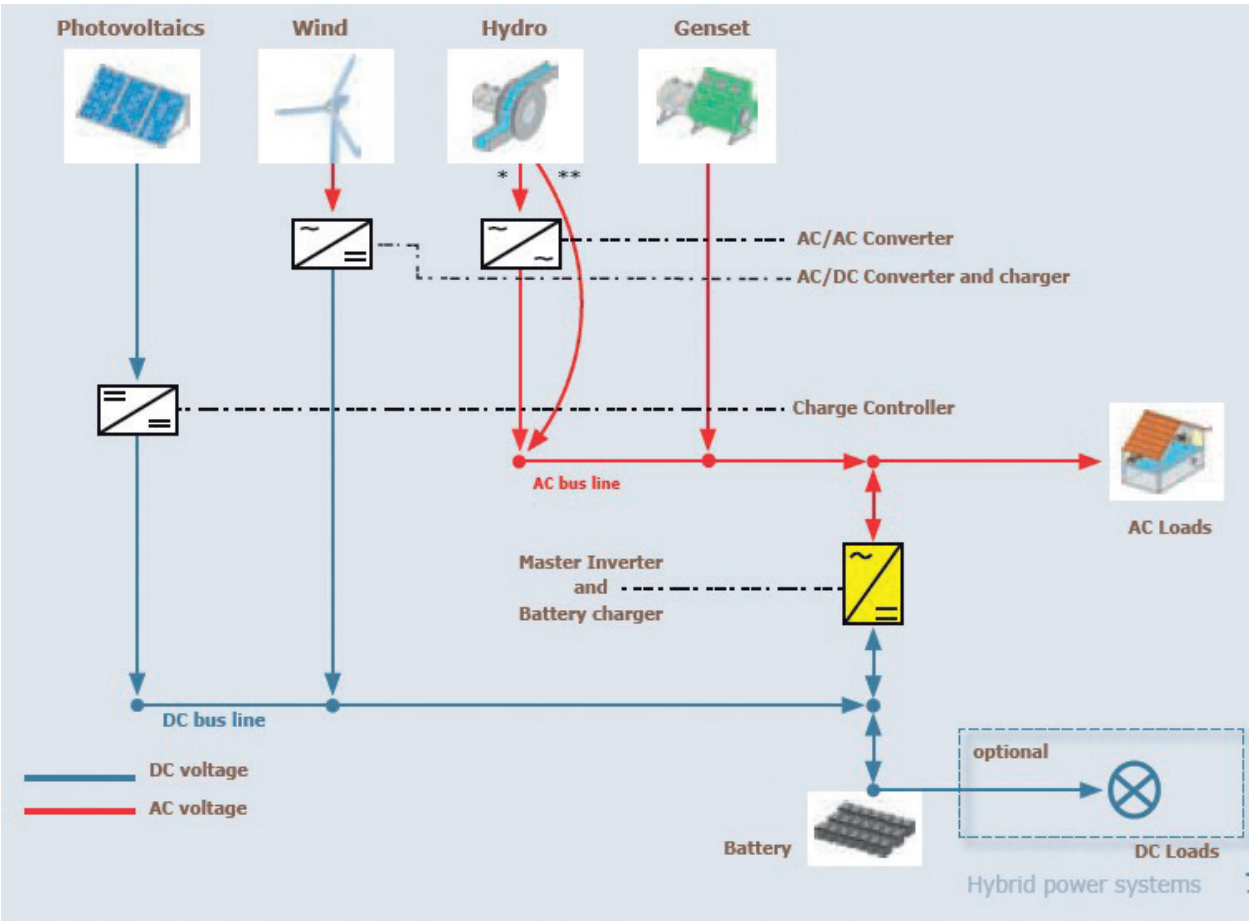 Photovoltaics
Wind
Hydro
Genset
*
**
AC/AC Converter
AC/DC Converter and charger
Charge Controller
AC bus line
AC Loads
Master Inverter
and
Battery charger
DC bus line
DC voltage
AC voltage
optional
Battery
DC Loads
Hybrid power systems